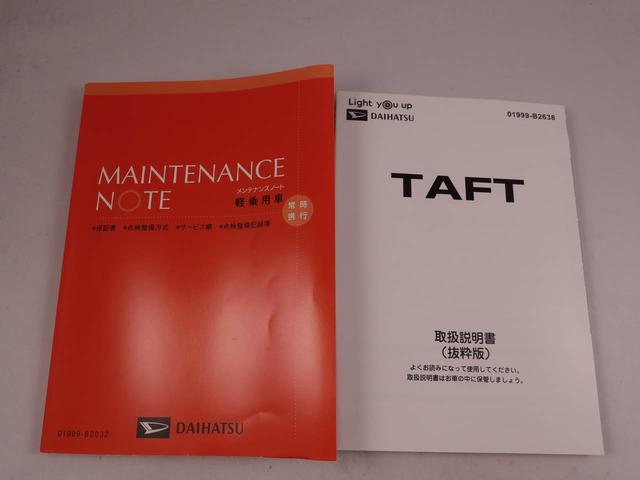 MAINTENANCE
NOTE
メンテナンスノート
軽乗用車
常時
携行
•保証書 •点検整備方式 •サービス網 •点検整備記録簿
01999-B2032
DAIHATSU
Light you up
DAIHATSU
01999-B2638
TAFT
取扱説明書
(抜粋版)
よくお読みになって使用してください。
取扱説明書はお車の中に保管しましょう。